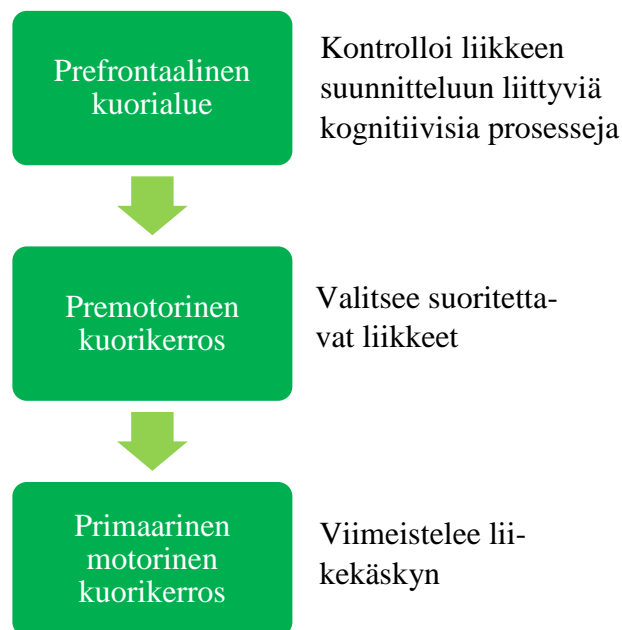 Prefrontaalinen
kuorialue
Kontrolloi liikkeen
suunnitteluun liittyviä
kognitiivisia prosesseja
Premotorinen
kuorikerros
Valitsee suoritetta-
vat liikkeet
Primaarinen
motorinen
kuorikerros
Viimeistelee lii-
kekäskyn